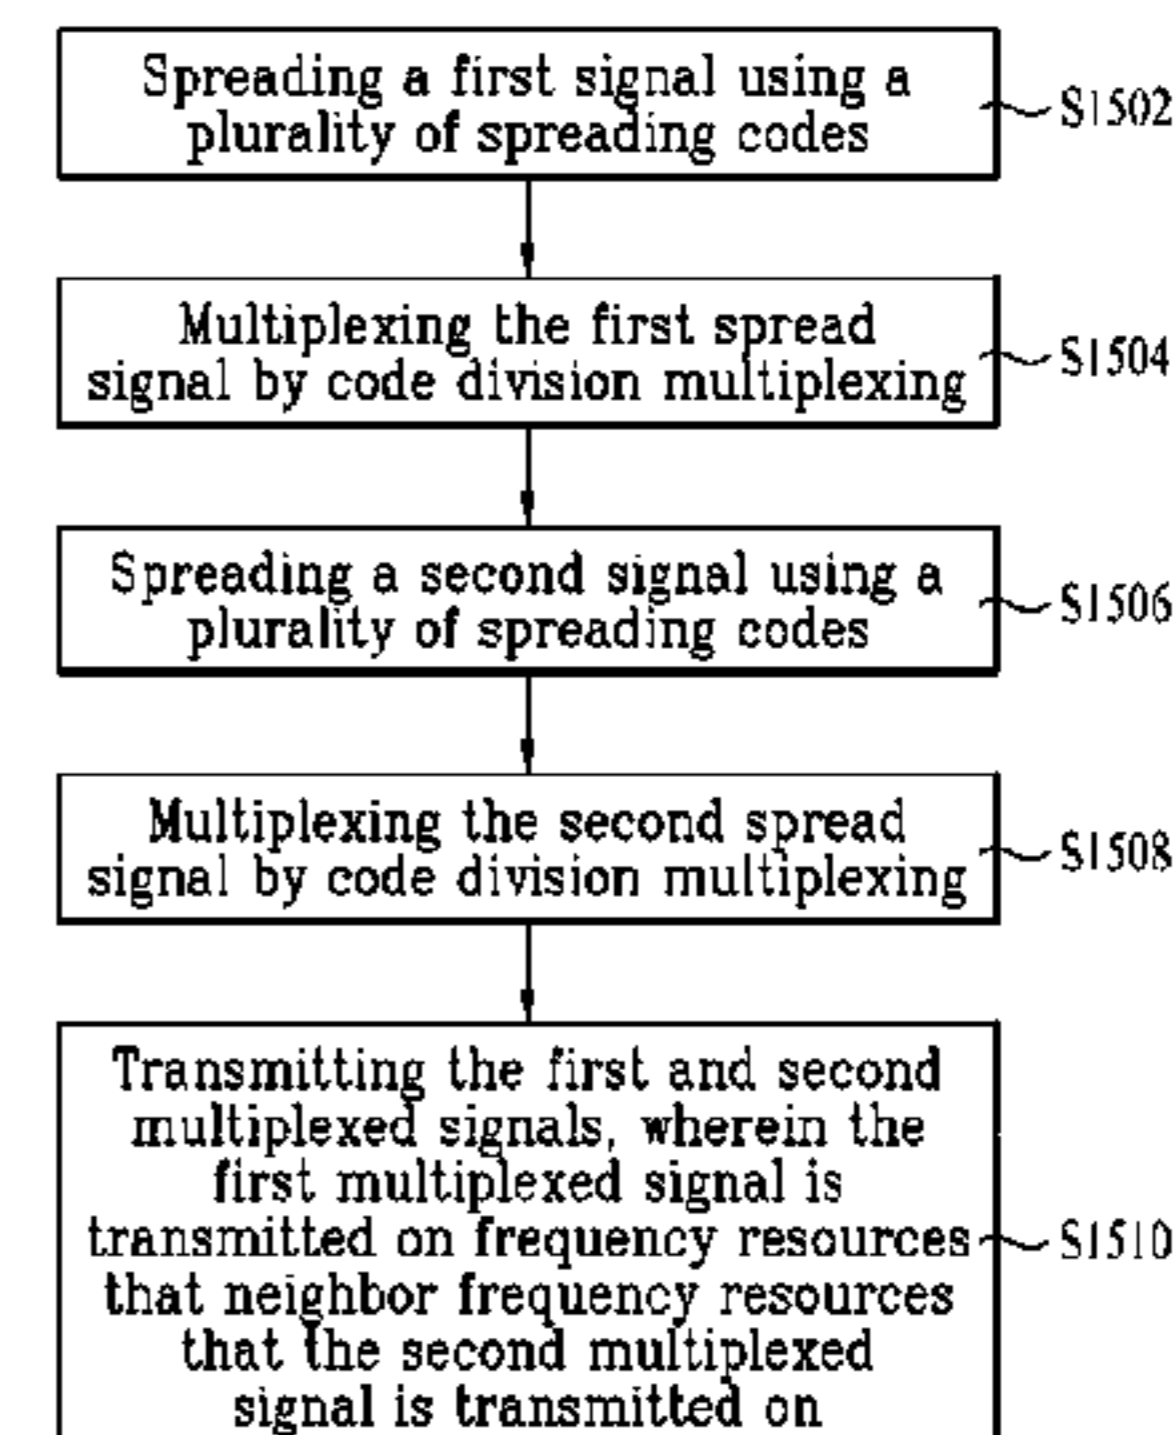 Spreading a first signal using a
plurality of spreading codes
S1502
Multiplexing the first spread
signal by code division multiplexing
S1504
Spreading a second signal using a
plurality of spreading codes
S1506
Multiplexing the second spread
signal by code division multiplexing
S1508
Transmitting the first and second
multiplexed signals, wherein the
first multiplexed signal is
transmitted on frequency resources
that neighbor frequency resources
that the second multiplexed
signal is transmitted on
S1510